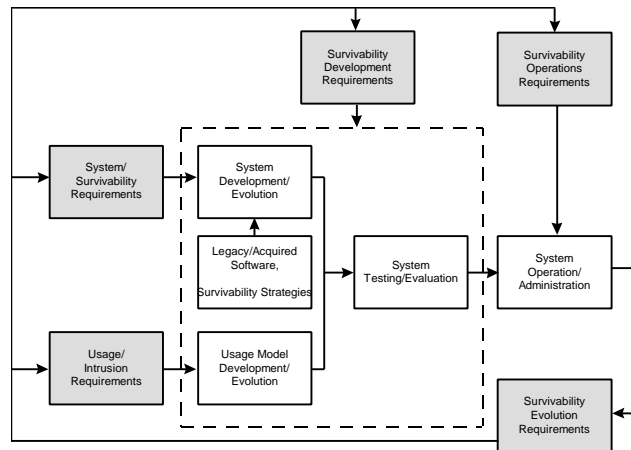 Survivability
Development
Requirements
Survivability
Operations
Requirements
System/
Survivability
Requirements
System
Development/
Evolution
Legacy/Acquired
Software,
Survivability Strategies
System
Testing/Evaluation
System
Operation/
Administration
Usage/
Intrusion
Requirements
Usage Model
Development/
Evolution
Survivability
Evolution
Requirements